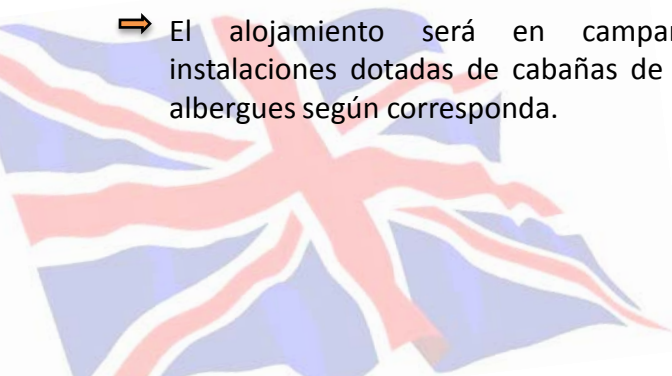 El alojamiento será en
instalaciones dotadas de cabañas de
albergues según corresponda.